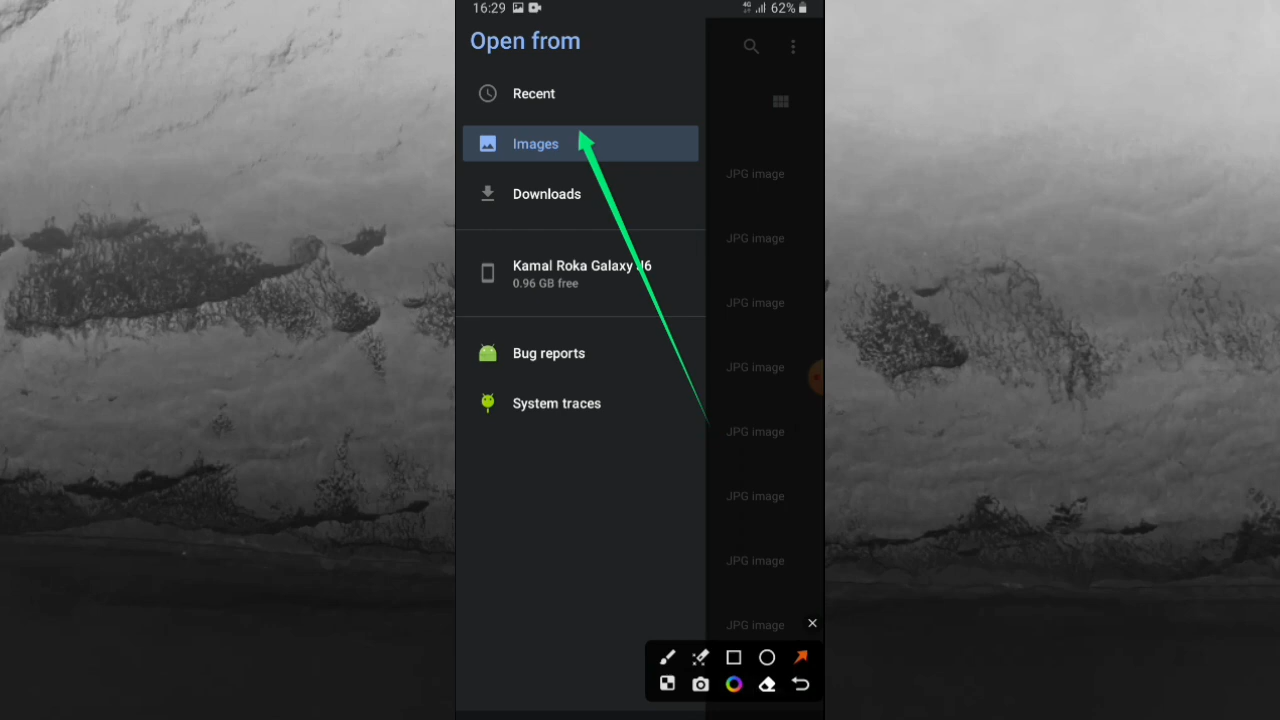 16:29 4G 62%
Open from
Recent
Images
Downloads
Kamal Roka Galaxy J6
0.96 GB free
Bug reports
System traces
JPG image
JPG image
JPG image
JPG image
JPG image
JPG image
JPG image
JPG image